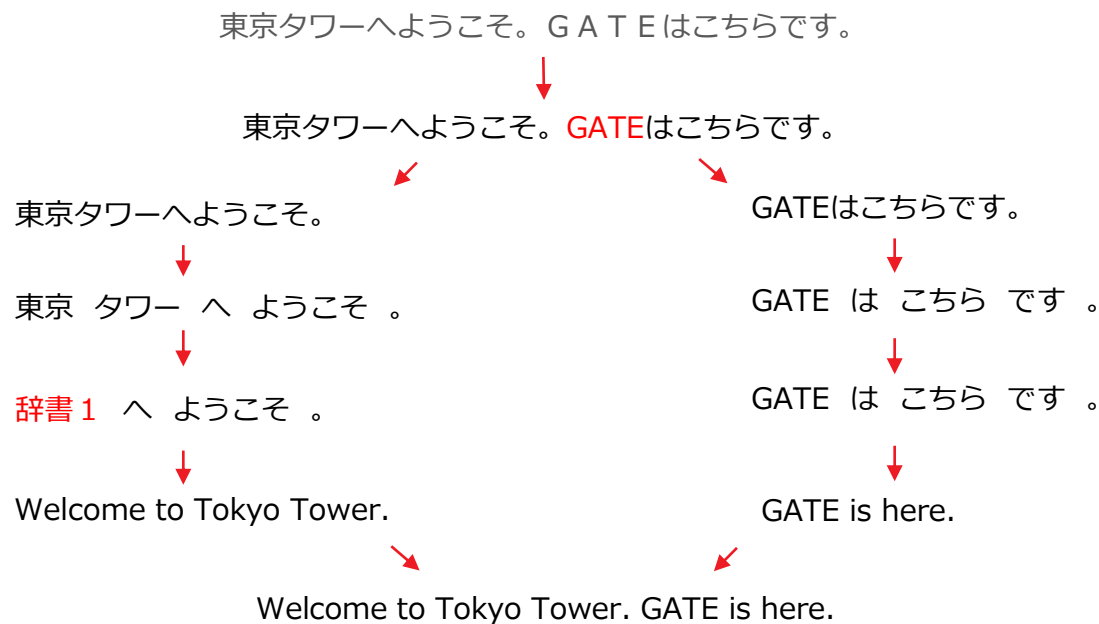 東京タワーへようこそ。ＧＡＴＥはこちらです。
東京タワーへようこそ。GATEはこちらです。
東京タワーへようこそ。
GATEはこちらです。
東京 タワー へ ようこそ 。
GATE は こちら です 。
辞書１ へ ようこそ 。
GATE は こちら です 。
Welcome to Tokyo Tower.
GATE is here.
Welcome to Tokyo Tower. GATE is here.